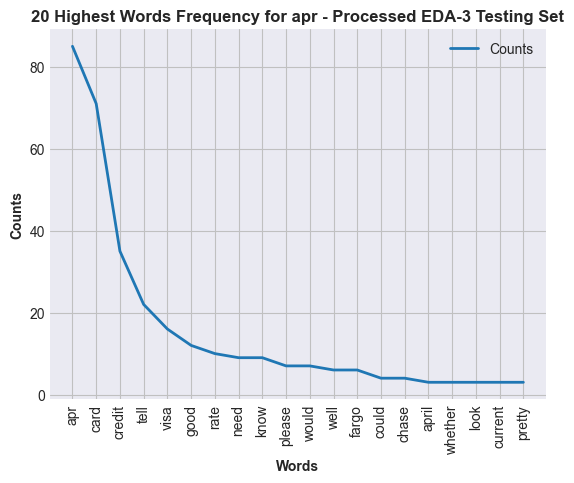 20 Highest Words Frequency for apr - Processed EDA-3 Testing Set
Counts
80
60
40
20
0
Counts
apr
card
credit
tell
visa
good
rate
need
know
please
would
well
fargo
could
chase
april
whether
look
current
pretty
Words